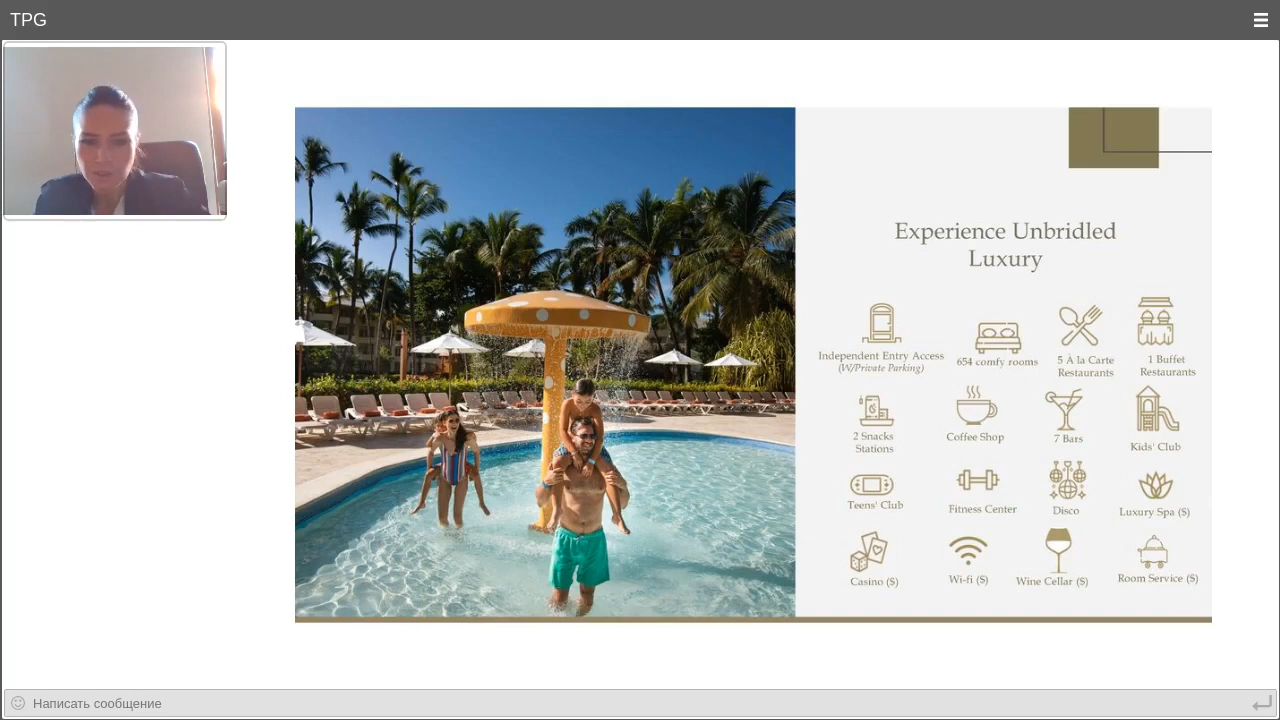 TPG
Experience Unbridled
Luxury
Independent Entry Access
(W/Private Parking)
654 comfy rooms
5 À la Carte
Restaurants
1 Buffet
Restaurants
2 Snacks
Stations
Coffee Shop
7 Bars
Kids' Club
Teens' Club
Fitness Center
Disco
Luxury Spa ($)
Casino ($)
Wi-fi ($)
Wine Cellar ($)
Room Service ($)
Написать сообщение